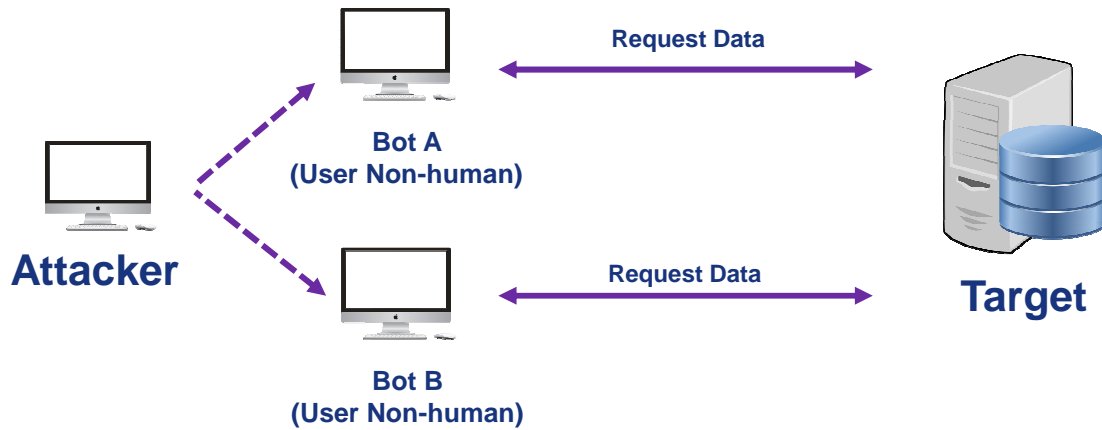 Request Data
Bot A
(User Non-human)
Attacker
Request Data
Target
Bot B
(User Non-human)